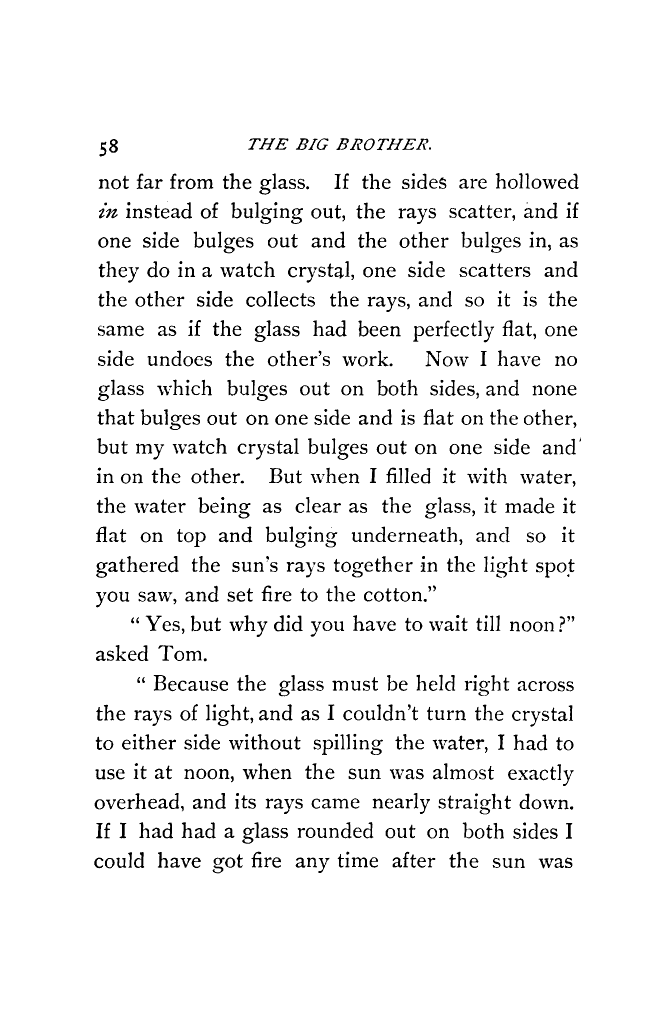 58 THE BIG BROTHER.
not far from the glass. If the sides are hollowed
in instead of bulging out, the rays scatter, and if
one side bulges out and the other bulges in, as
they do in a watch crystal, one side scatters and
the other side collects the rays, and so it is the
same as if the glass had been perfectly flat, one
side undoes the other's work. Now I have no
glass which bulges out on both sides, and none
that bulges out on one side and is flat on the other,
but my watch crystal bulges out on one side and
in on the other. But when I filled it with water,
the water being as clear as the glass, it made it
flat on top and bulging underneath, and so it
gathered the sun's rays together in the light spot
you saw, and set fire to the cotton."
"Yes, but why did you have to wait till noon?"
asked Tom.
"Because the glass must be held right across
the rays of light, and as I couldn't turn the crystal
to either side without spilling the water, I had to
use it at noon, when the sun was almost exactly
overhead, and its rays came nearly straight down.
If I had had a glass rounded out on both sides I
could have got fire any time after the sun was